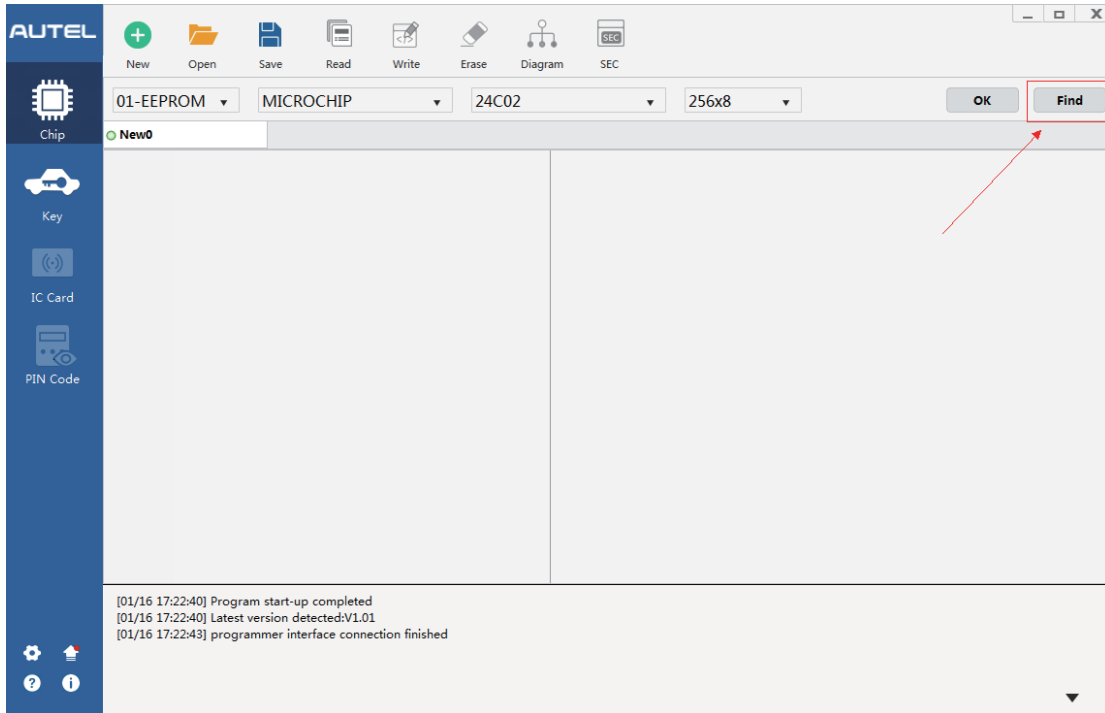 AUTEL
New Open Save Read Write Erase Diagram SEC
SEC
01-EEPROM MICROCHIP 24C02 256x8 OK Find
Chip
New0
Key
IC Card
PIN Code
[01/16 17:22:40] Program start-up completed
[01/16 17:22:40] Latest version detected:V1.01
[01/16 17:22:43] programmer interface connection finished